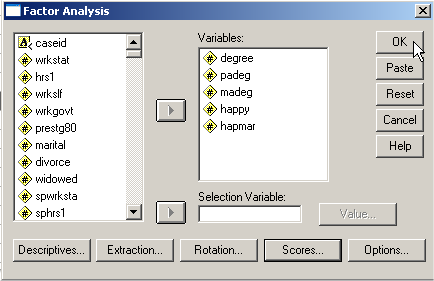 Factor Analysis
caseid
wrkstat
hrs1
wrkslf
wrkgovt
prestg80
marital
divorce
widowed
spwrksta
sphrs1
Variables:
degree
padeg
madeg
happy
hapmar
Selection Variable:
Value...
OK
Paste
Reset
Cancel
Help
Descriptives...
Extraction...
Rotation...
Scores...
Options...